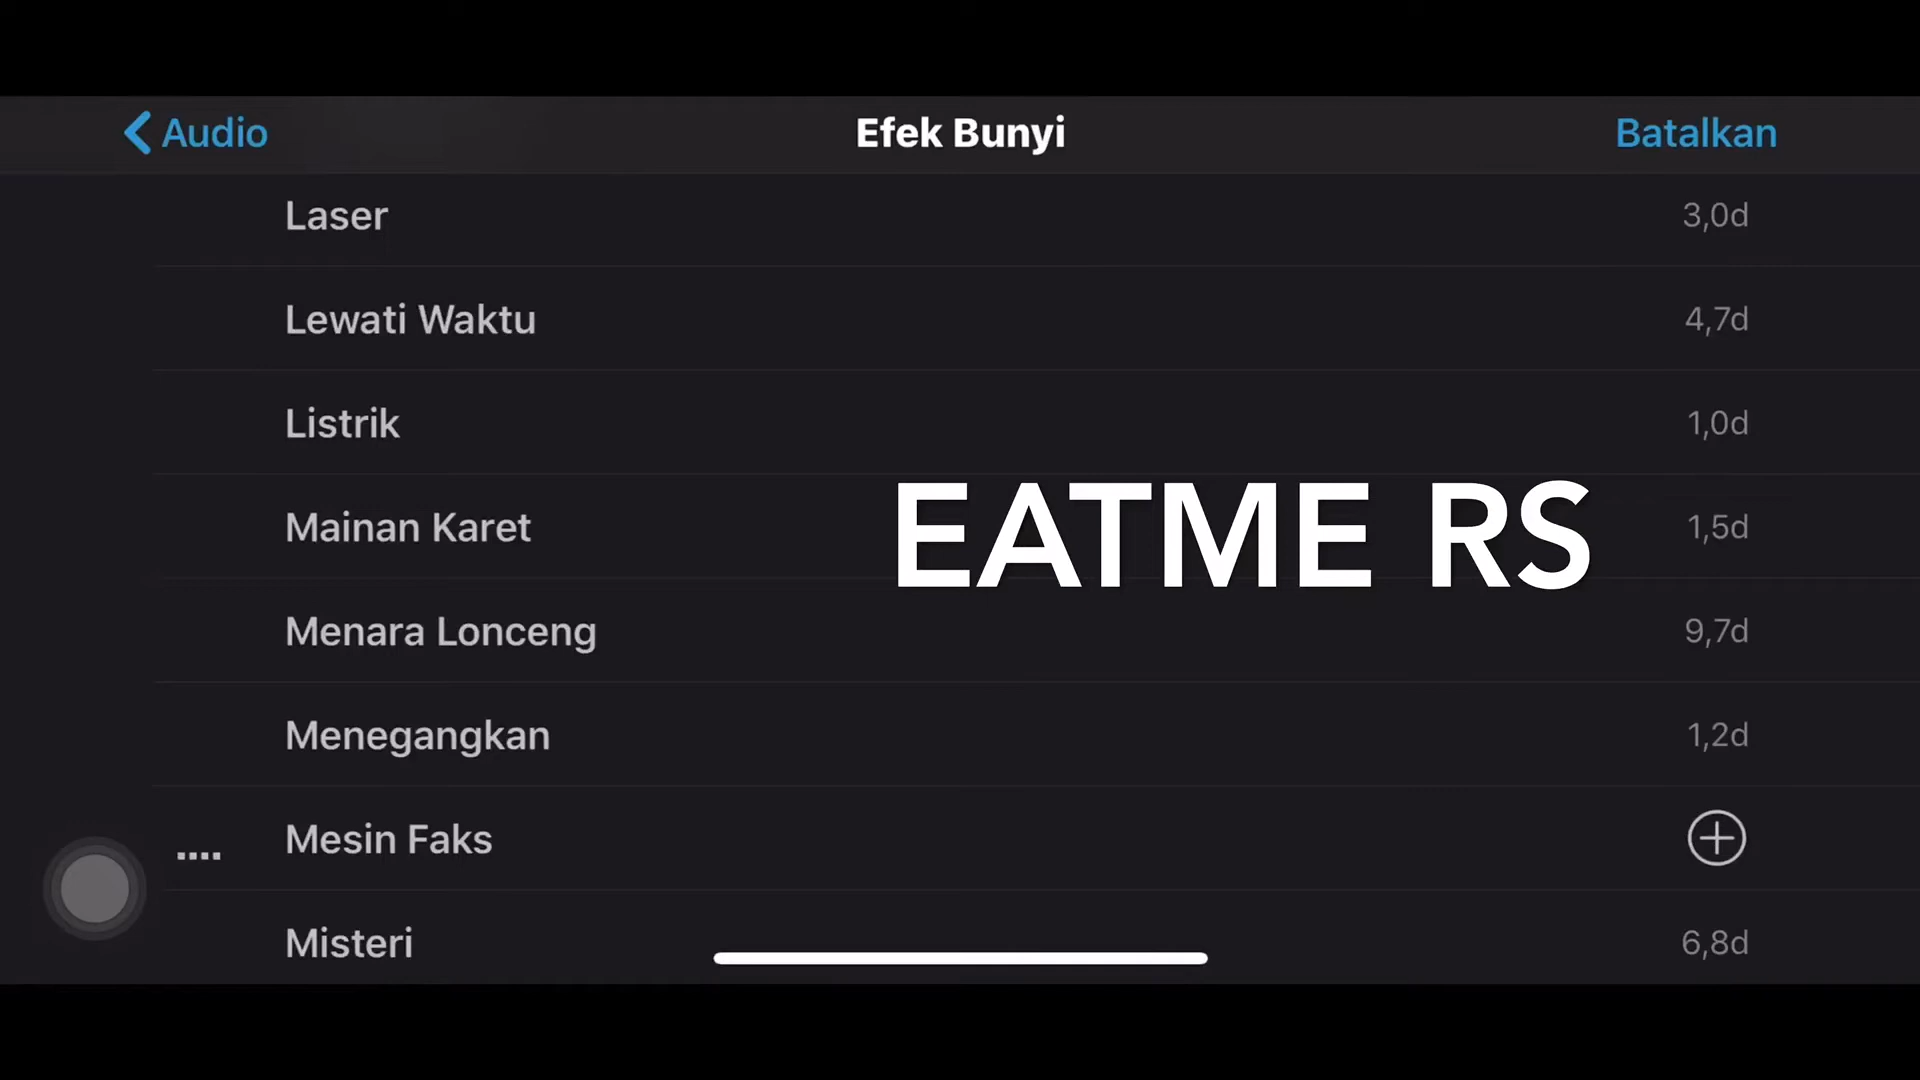 Audio
Efek Bunyi
Batalkan
Laser 3,0d
Lewati Waktu 4,7d
Listrik 1,0d
Mainan Karet 1,5d
EATME RS
Menara Lonceng 9,7d
Menegangkan 1,2d
Mesin Faks
Misteri 6,8d